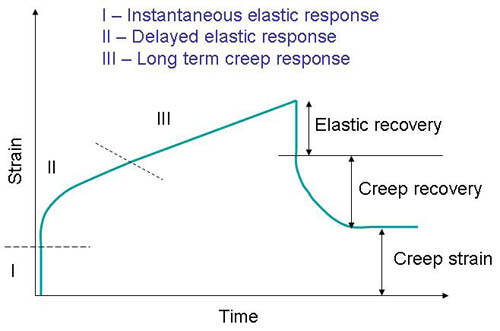 I – Instantaneous elastic response
II – Delayed elastic response
III – Long term creep response
III
Elastic recovery
Strain
II
Creep recovery
I
Creep strain
Time